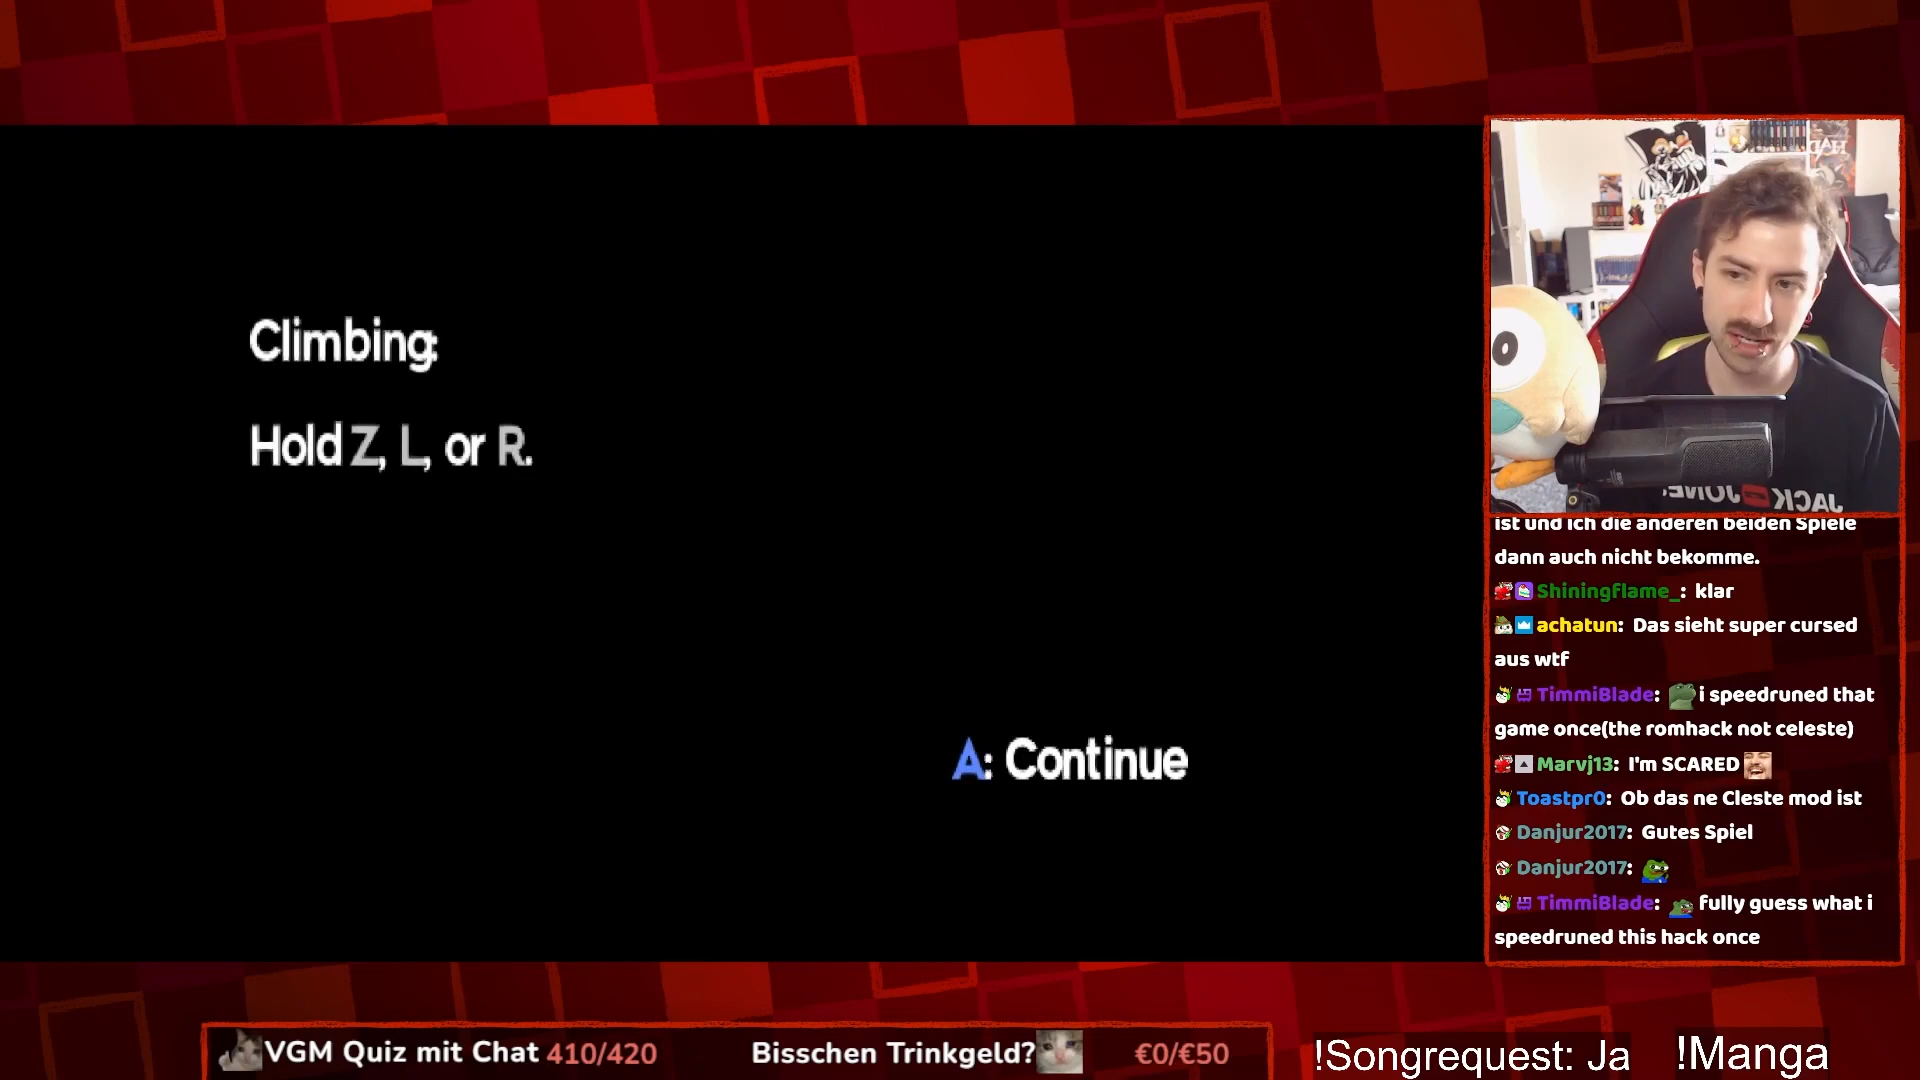 Climbing:
Hold Z, L, or R.
A: Continue
JACK JONES
ist und ich die anderen beiden Spiele
dann auch nicht bekomme.
Shiningflame_: klar
achatun: Das sieht super cursed
aus wtf
TimmiBlade: i speedruned that
game once(the romhack not celeste)
Marvj13: I'm SCARED
Toastpr0: Ob das ne Cleste mod ist
Danjur2017: Gutes Spiel
Danjur2017:
TimmiBlade: fully guess what i
speedruned this hack once
VGM Quiz mit Chat 410/420
Bisschen Trinkgeld? €0/€50
!Songrequest: Ja
!Manga